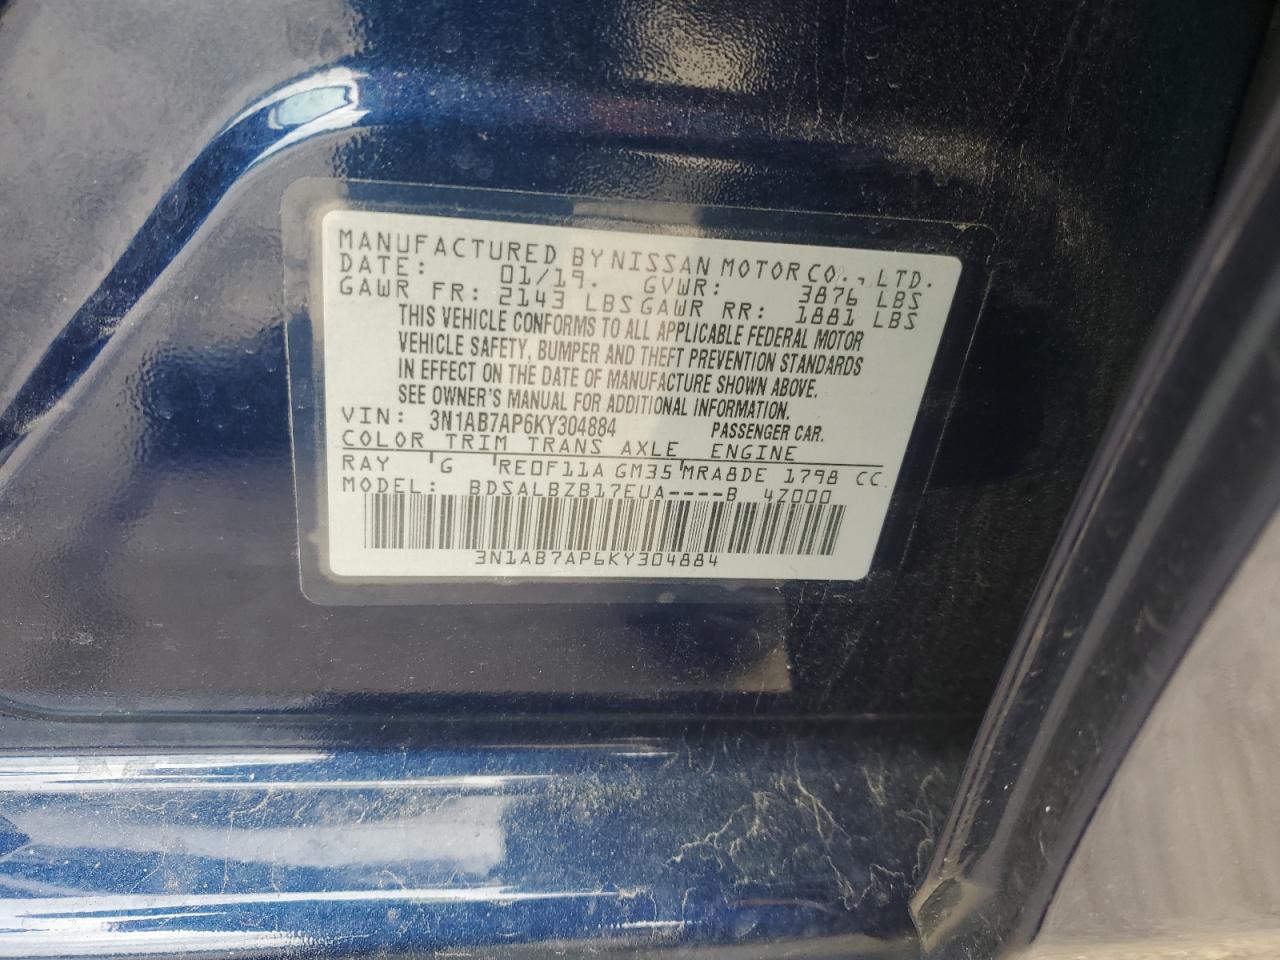 MANUFACTURED BY NISSAN MOTOR CO., LTD.
DATE: 01/19. GVWR: 3876 LBS
GAWR FR: 2143 LBS GAWR RR: 1881 LBS
THIS VEHICLE CONFORMS TO ALL APPLICABLE FEDERAL MOTOR
VEHICLE SAFETY, BUMPER AND THEFT PREVENTION STANDARDS
IN EFFECT ON THE DATE OF MANUFACTURE SHOWN ABOVE.
SEE OWNER'S MANUAL FOR ADDITIONAL INFORMATION.
VIN: 3N1AB7AP6KY304884 PASSENGER CAR.
COLOR TRIM TRANS AXLE ENGINE
RAY G RE0F11A GM35 MRA8DE 1798 CC
MODEL: BDSALBZB17EUA----B 4Z000
3N1AB7AP6KY304884